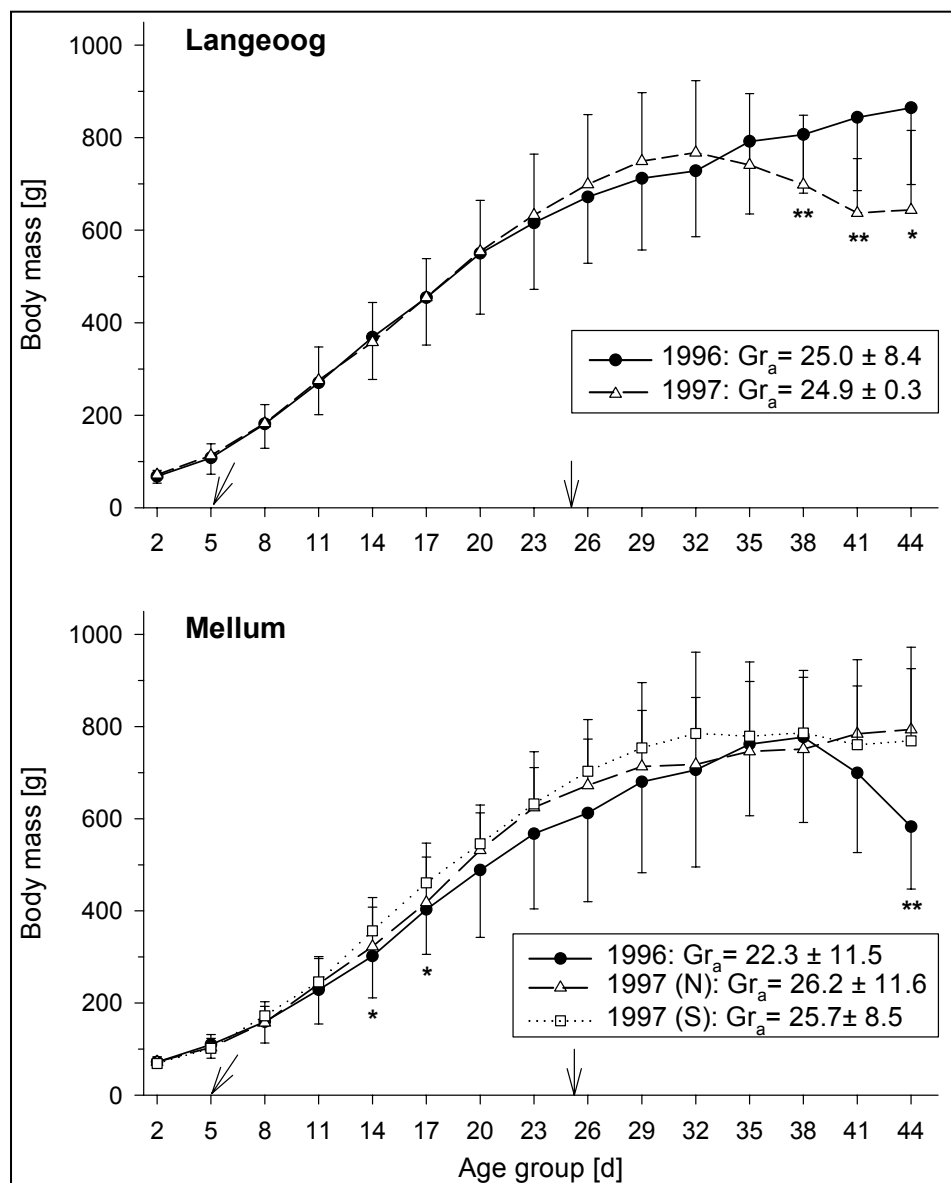 Langeoog
1000
800
600
400
200
0
Body mass [g]
** ** *
1996: Grₐ= 25.0 ± 8.4
1997: Grₐ= 24.9 ± 0.3
2 5 8 11 14 17 20 23 26 29 32 35 38 41 44
Mellum
1000
800
600
400
200
0
Body mass [g]
* * **
1996: Grₐ= 22.3 ± 11.5
1997 (N): Grₐ= 26.2 ± 11.6
1997 (S): Grₐ= 25.7± 8.5
2 5 8 11 14 17 20 23 26 29 32 35 38 41 44
Age group [d]